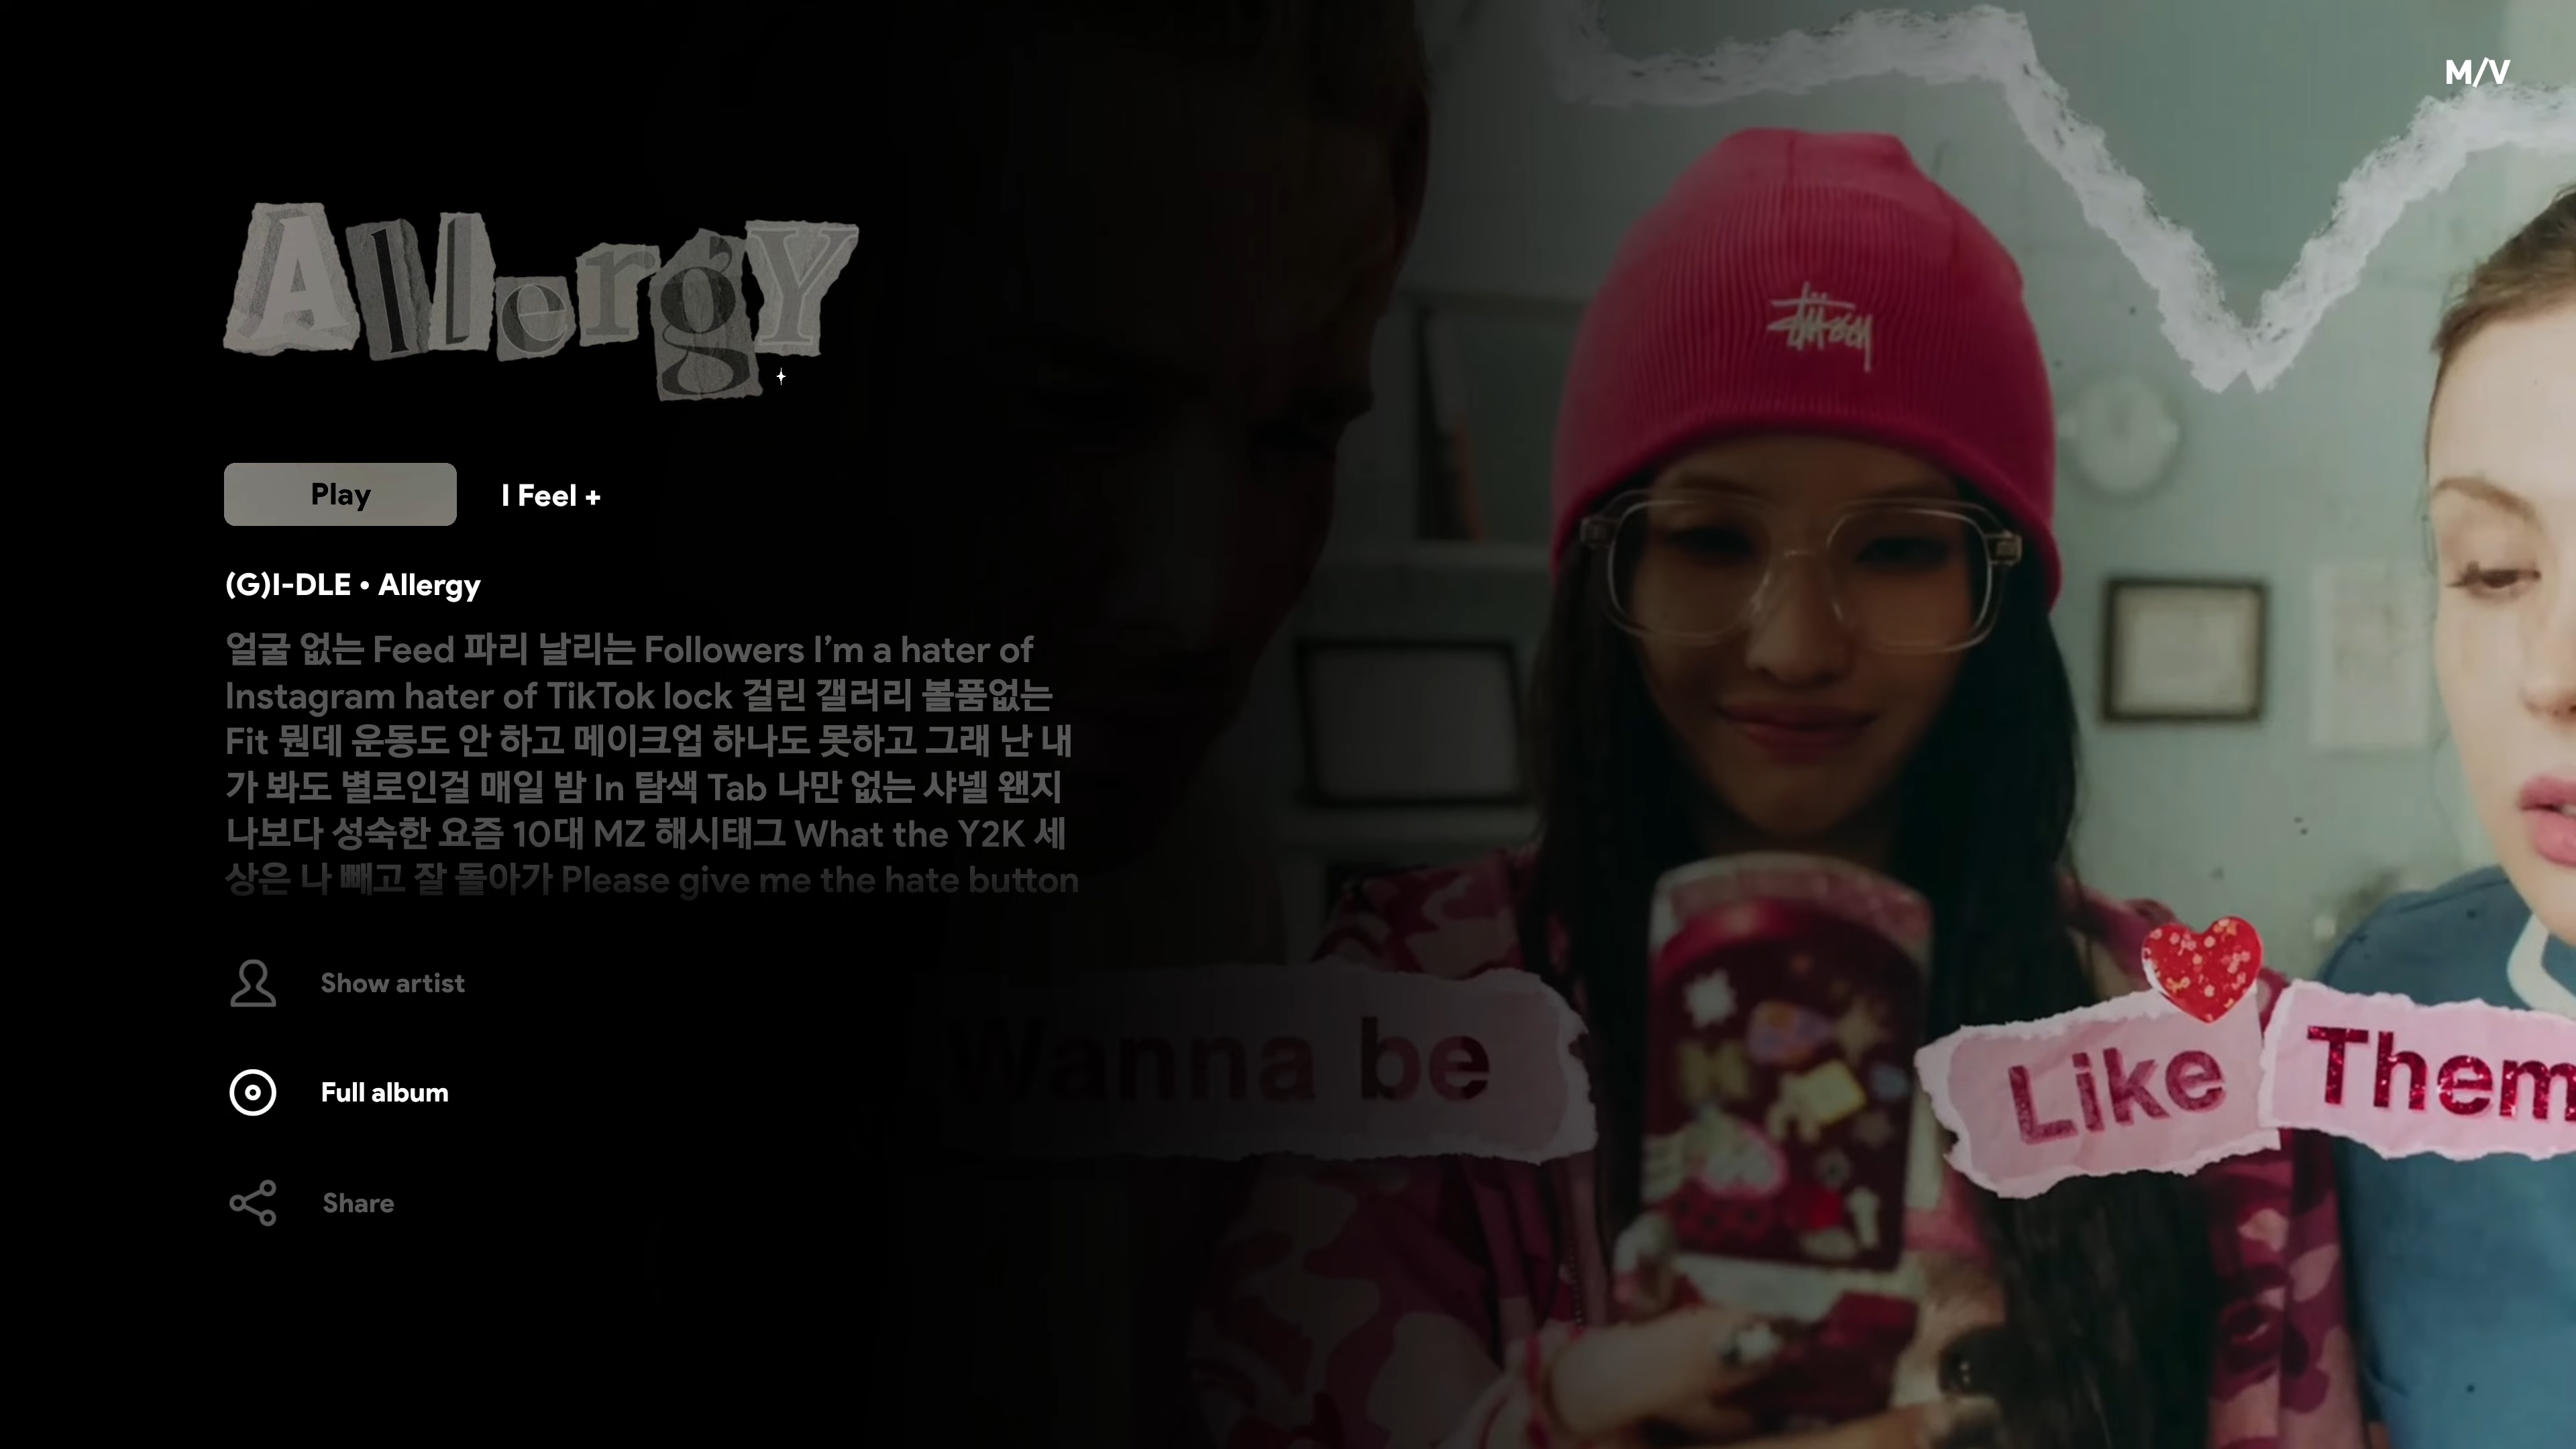 M/V
AllergY
Play
I Feel +
(G)I-DLE • Allergy
얼굴 없는 Feed 파리 날리는 Followers I’m a hater of
Instagram hater of TikTok lock 걸린 갤러리 볼품없는
Fit 뭔데 운동도 안 하고 메이크업 하나도 못하고 그래 난 내
가 봐도 별로인걸 매일 밤 In 탐색 Tab 나만 없는 샤넬 왠지
나보다 성숙한 요즘 10대 MZ 해시태그 What the Y2K 세
상은 나 빼고 잘 돌아가 Please give me the hate button
Show artist
Full album
Share
Stüssy
Wanna be
Like Them